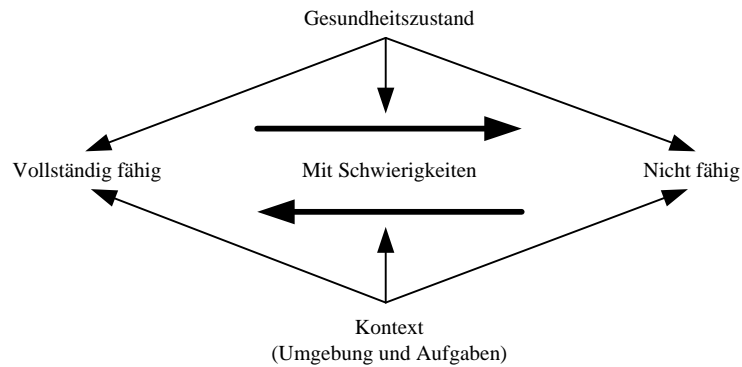 Gesundheitszustand
Vollständig fähig
Mit Schwierigkeiten
Nicht fähig
Kontext
(Umgebung und Aufgaben)